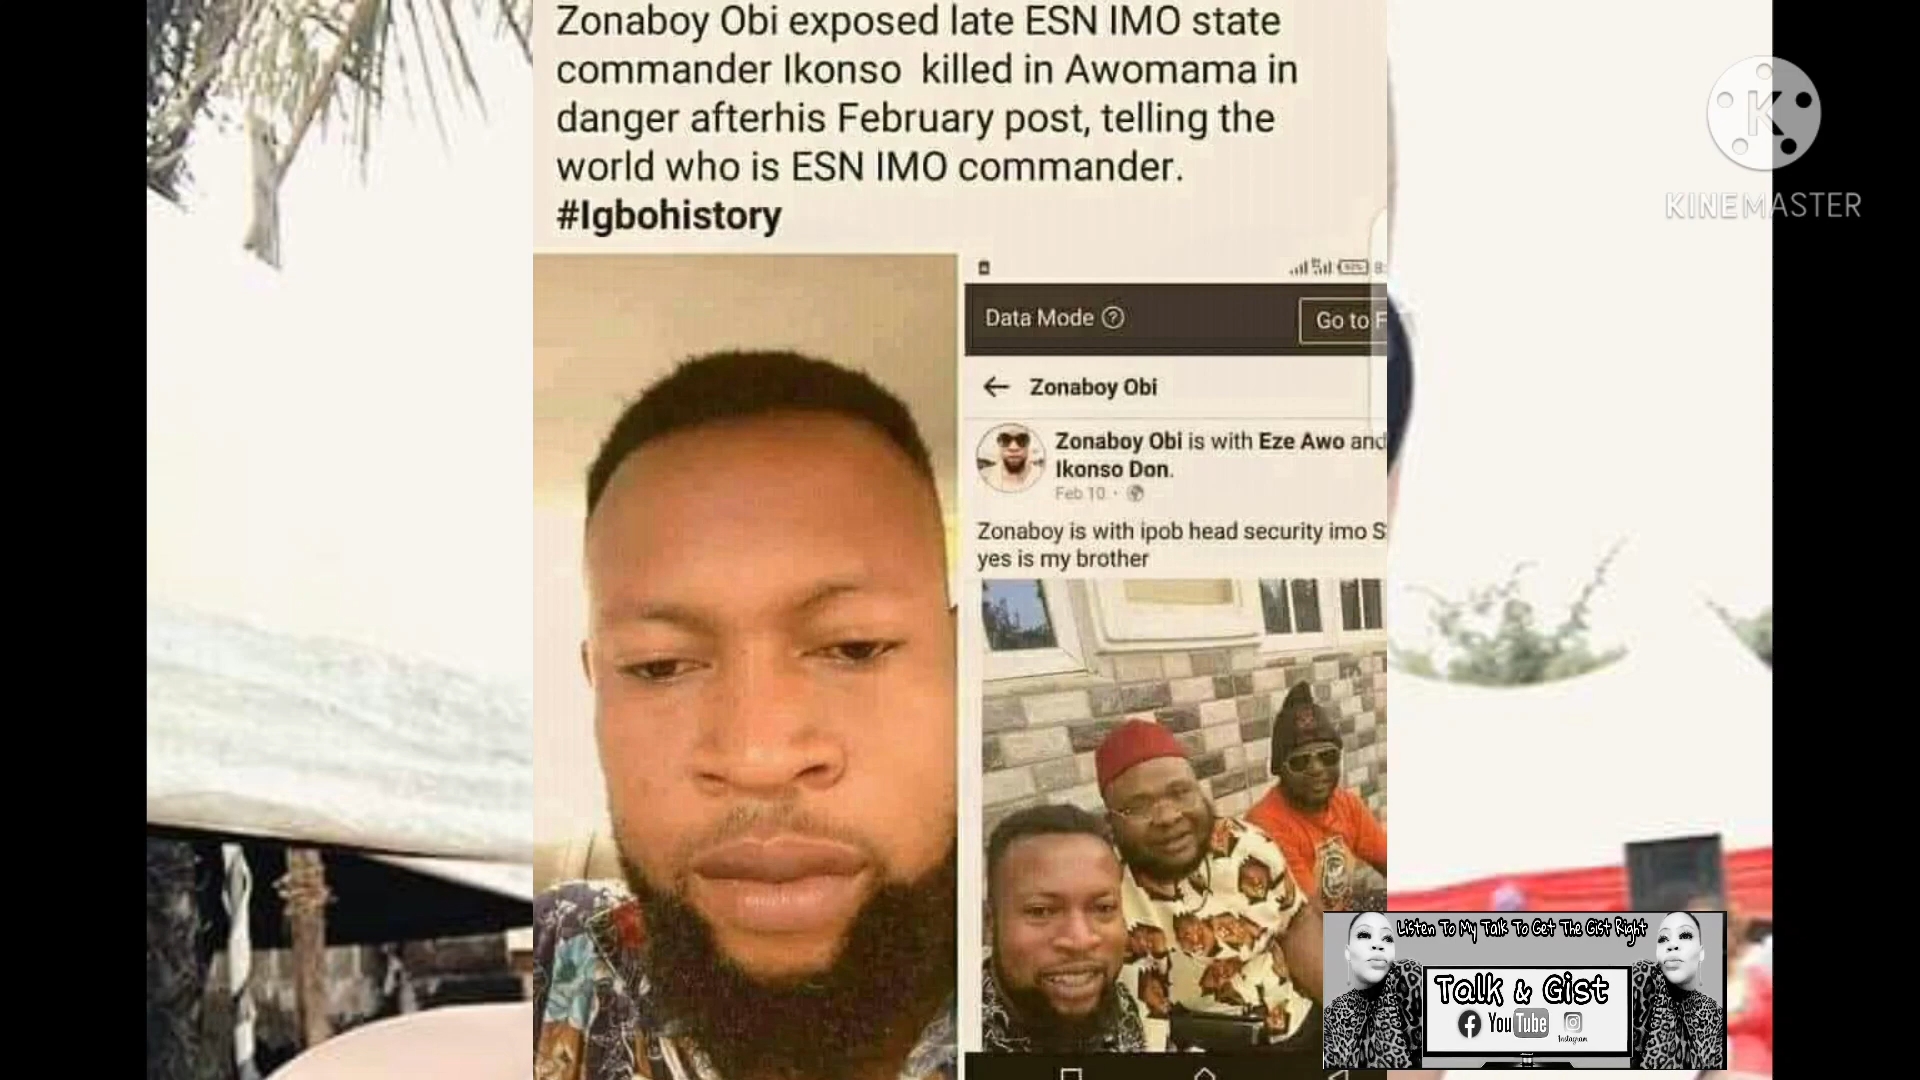 Zonaboy Obi exposed late ESN IMO state
commander Ikonso killed in Awomama in
danger afterhis February post, telling the
world who is ESN IMO commander.
#Igbohistory
K
KINEMASTER
Data Mode ?
Go to F
Zonaboy Obi
Zonaboy Obi is with Eze Awo and
Ikonso Don.
Feb 10 ·
Zonaboy is with ipob head security imo S
yes is my brother
Listen To My Talk To Get The Gist Right
Talk & Gist
YouTube
Instagram